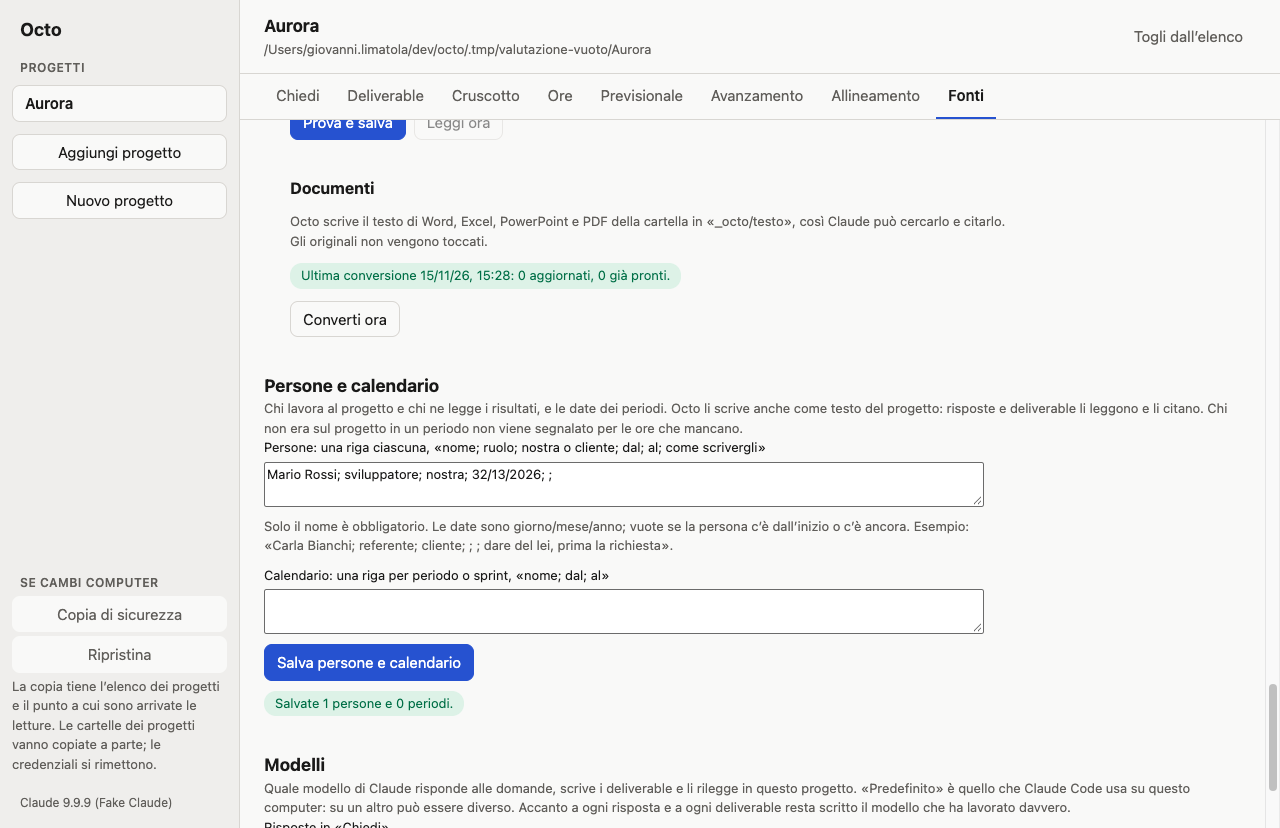 Octo
PROGETTI
Aurora
Aggiungi progetto
Nuovo progetto
SE CAMBI COMPUTER
Copia di sicurezza
Ripristina
La copia tiene l'elenco dei progetti
e il punto a cui sono arrivate le
letture. Le cartelle dei progetti
vanno copiate a parte; le
credenziali si rimettono.
Claude 9.9.9 (Fake Claude)
Aurora
/Users/giovanni.limatola/dev/octo/.tmp/valutazione-vuoto/Aurora
Togli dall'elenco
Chiedi
Deliverable
Cruscotto
Ore
Previsionale
Avanzamento
Allineamento
Fonti
Prova e salva
Leggi ora
Documenti
Octo scrive il testo di Word, Excel, PowerPoint e PDF della cartella in «_octo/testo», così Claude può cercarlo e citarlo.
Gli originali non vengono toccati.
Ultima conversione 15/11/26, 15:28: 0 aggiornati, 0 già pronti.
Converti ora
Persone e calendario
Chi lavora al progetto e chi ne legge i risultati, e le date dei periodi. Octo li scrive anche come testo del progetto: risposte e deliverable li leggono e li citano. Chi
non era sul progetto in un periodo non viene segnalato per le ore che mancano.
Persone: una riga ciascuna, «nome; ruolo; nostra o cliente; dal; al; come scrivergli»
Mario Rossi; sviluppatore; nostra; 32/13/2026; ;
Solo il nome è obbligatorio. Le date sono giorno/mese/anno; vuote se la persona c'è dall'inizio o c'è ancora. Esempio:
«Carla Bianchi; referente; cliente; ; ; dare del lei, prima la richiesta».
Calendario: una riga per periodo o sprint, «nome; dal; al»
Salva persone e calendario
Salvate 1 persone e 0 periodi.
Modelli
Quale modello di Claude risponde alle domande, scrive i deliverable e li rilegge in questo progetto. «Predefinito» è quello che Claude Code usa su questo
computer: su un altro può essere diverso. Accanto a ogni risposta e a ogni deliverable resta scritto il modello che ha lavorato davvero.
Risposte in «Chiedi»